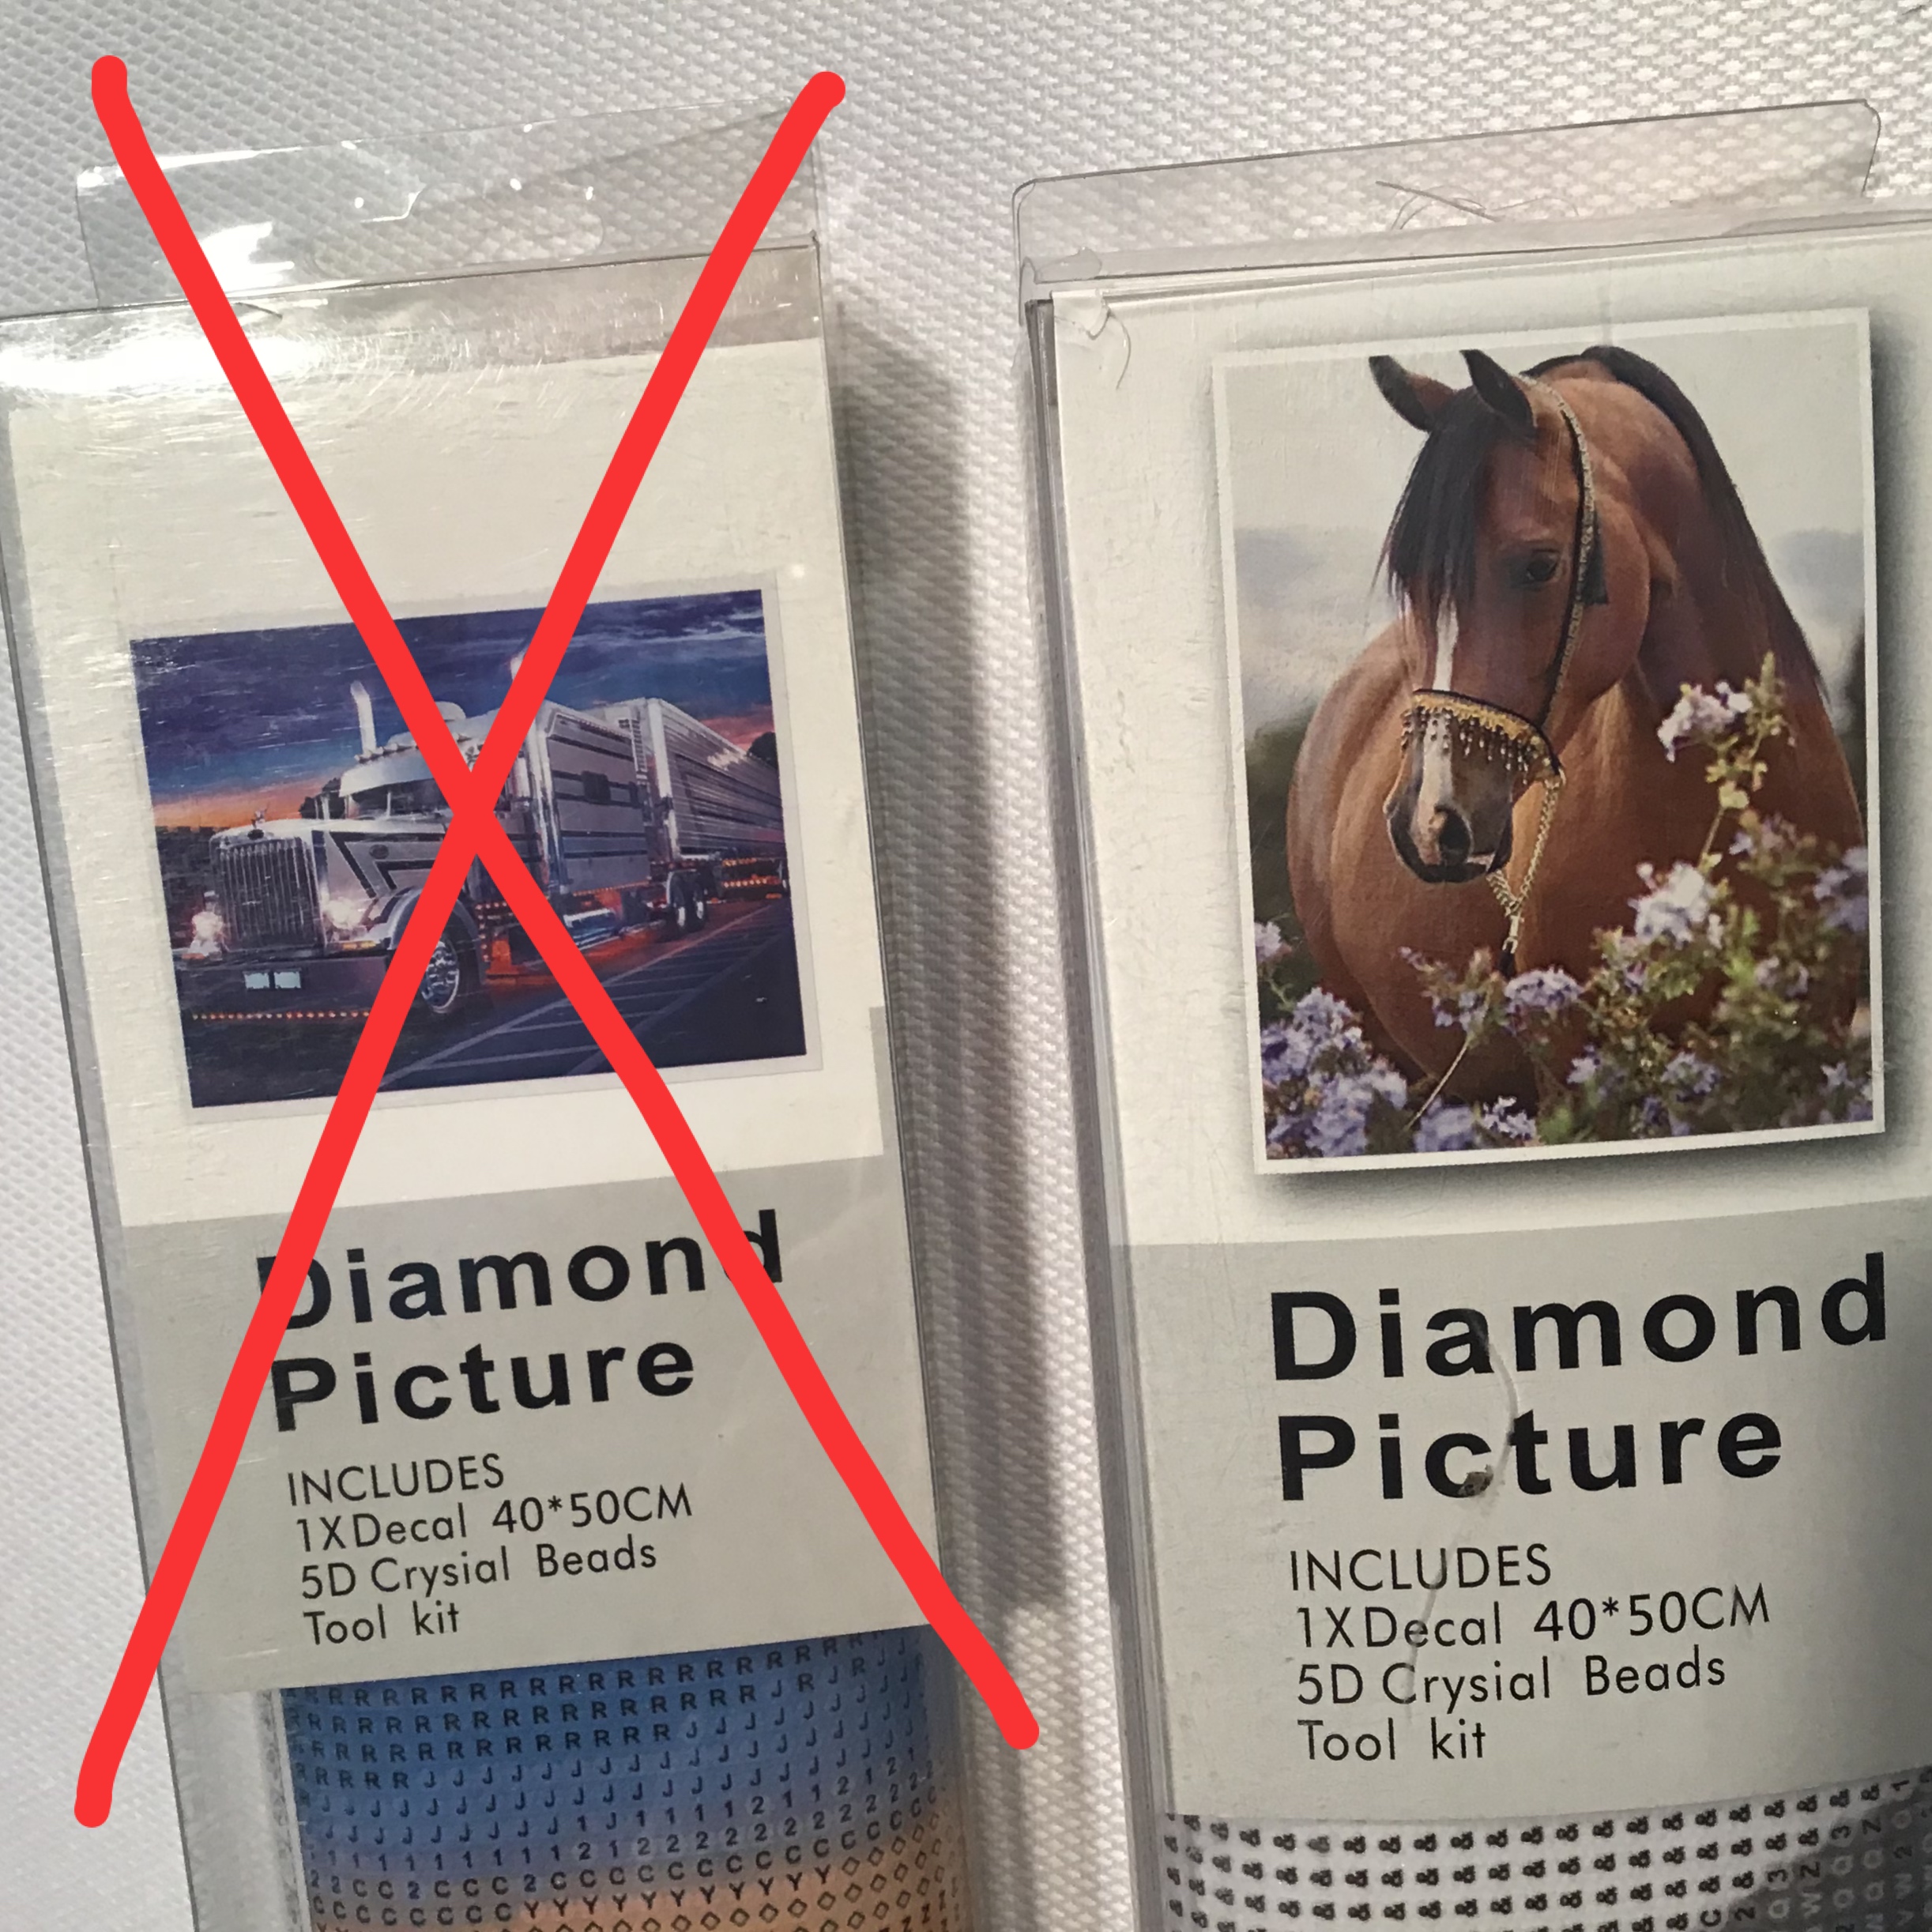 Diamond
Picture
INCLUDES
1XDecal 40*50CM
5D Crysial Beads
Tool kit
Diamond
Picture
INCLUDES
1XDecal 40*50CM
5D Crysial Beads
Tool kit